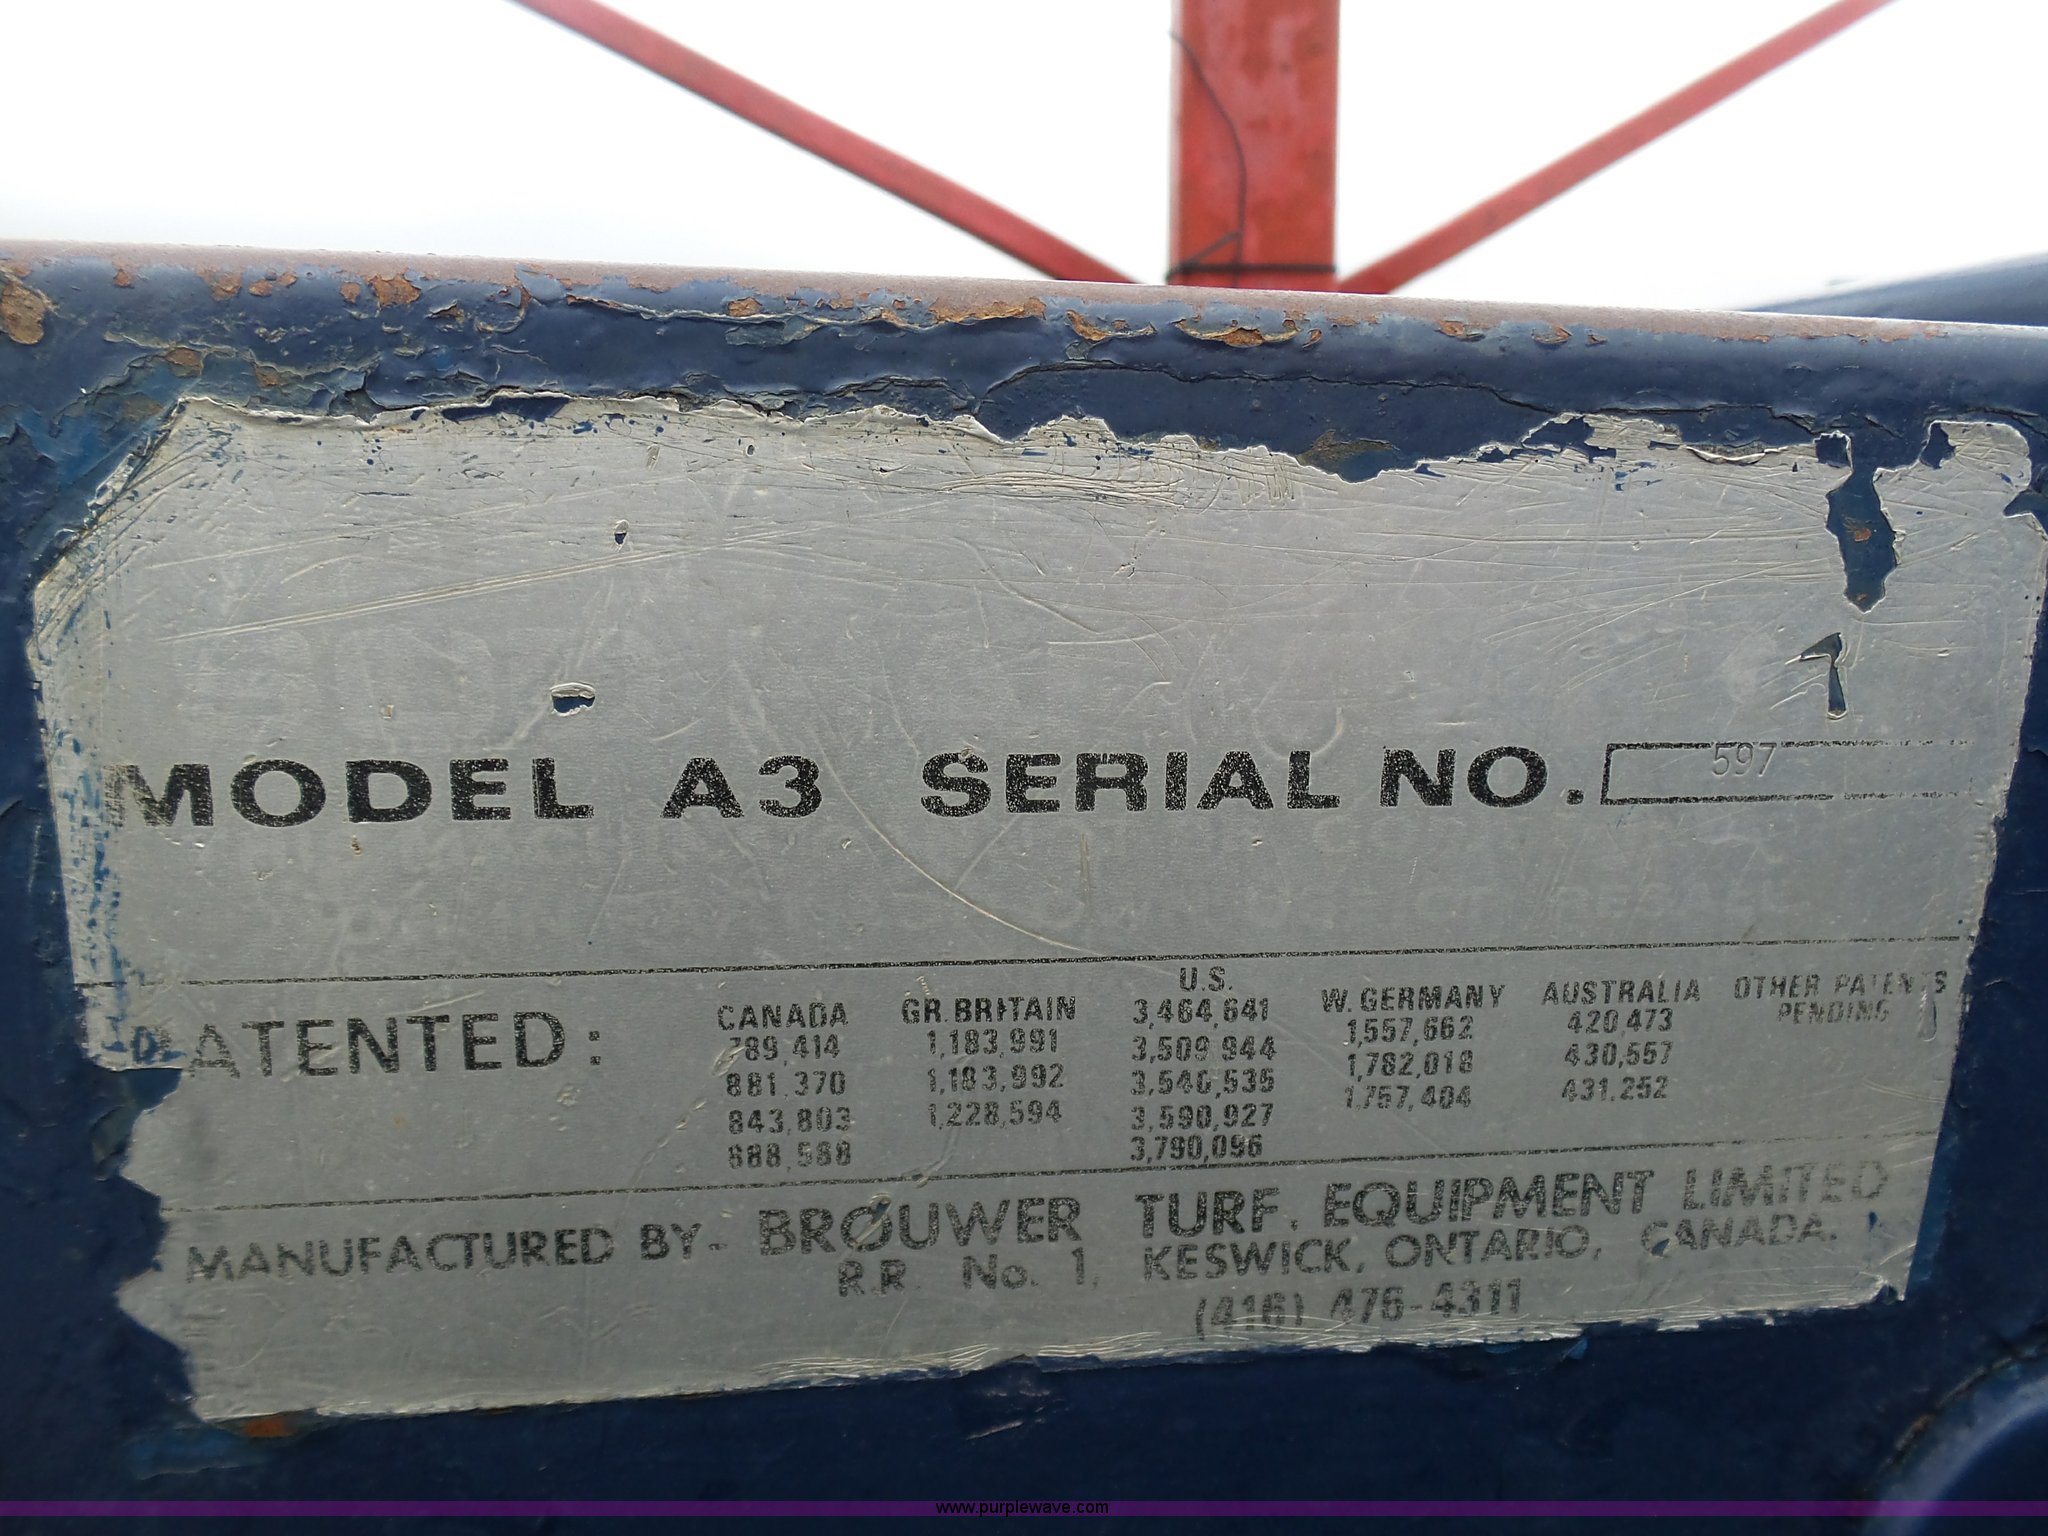 MODEL A3 SERIAL NO. 597
PATENTED:
CANADA
789,414
881,370
843,803
888,588
GR. BRITAIN
1,183,991
1,183,992
1,228,594
U.S.
3,464,641
3,509,944
3,540,535
3,590,927
3,790,096
W. GERMANY
1,557,662
1,782,018
1,757,404
AUSTRALIA
420,473
430,557
431,252
OTHER PATENTS
PENDING
MANUFACTURED BY- BROUWER TURF. EQUIPMENT LIMITED
R.R. No. 1, KESWICK, ONTARIO, CANADA.
(416) 476-4311
www.purplewave.com